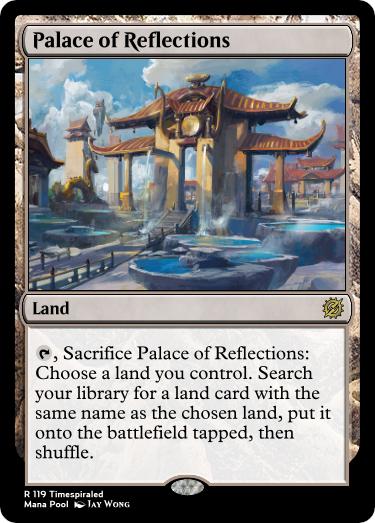 Palace of Reflections
Land
, Sacrifice Palace of Reflections:
Choose a land you control. Search
your library for a land card with the
same name as the chosen land, put it
onto the battlefield tapped, then
shuffle.
R 119 Timespiraled
Mana Pool Jay Wong